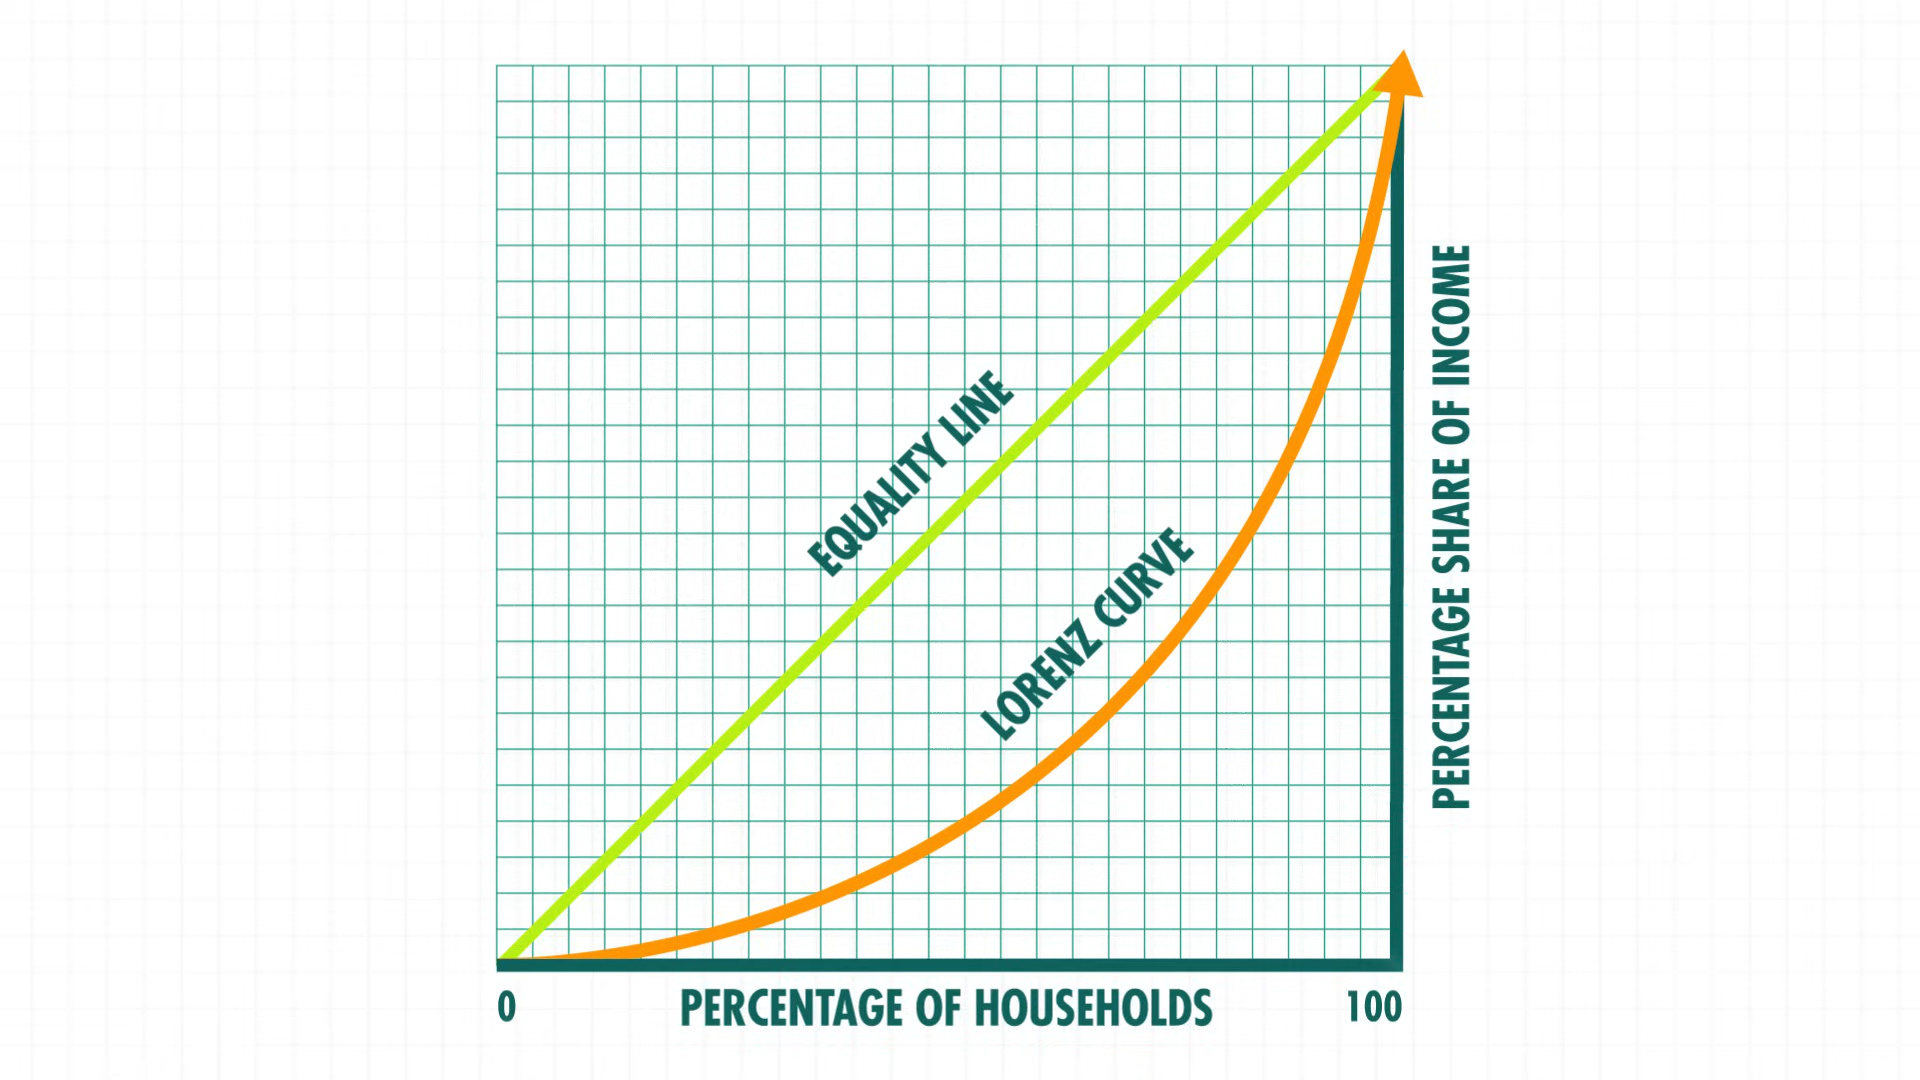 EQUALITY LINE
LORENZ CURVE
PERCENTAGE SHARE OF INCOME
0
PERCENTAGE OF HOUSEHOLDS
100